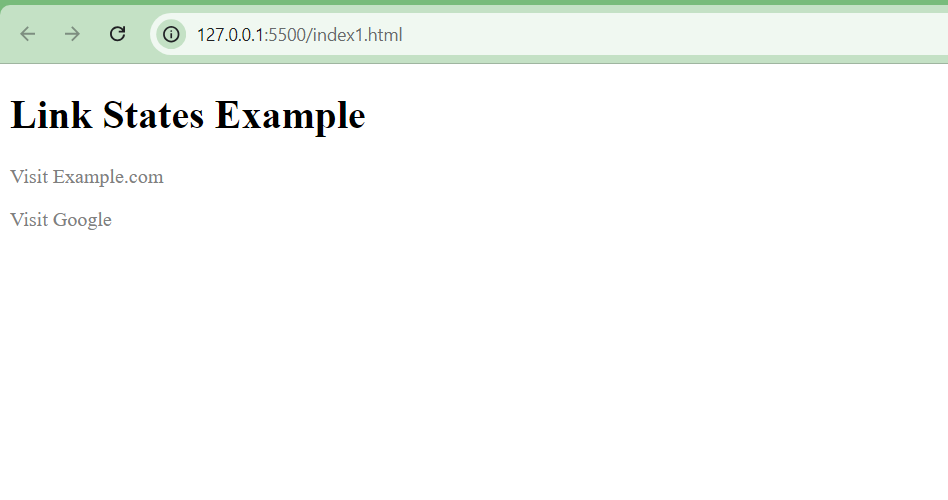 127.0.0.1:5500/index1.html
Link States Example
Visit Example.com
Visit Google